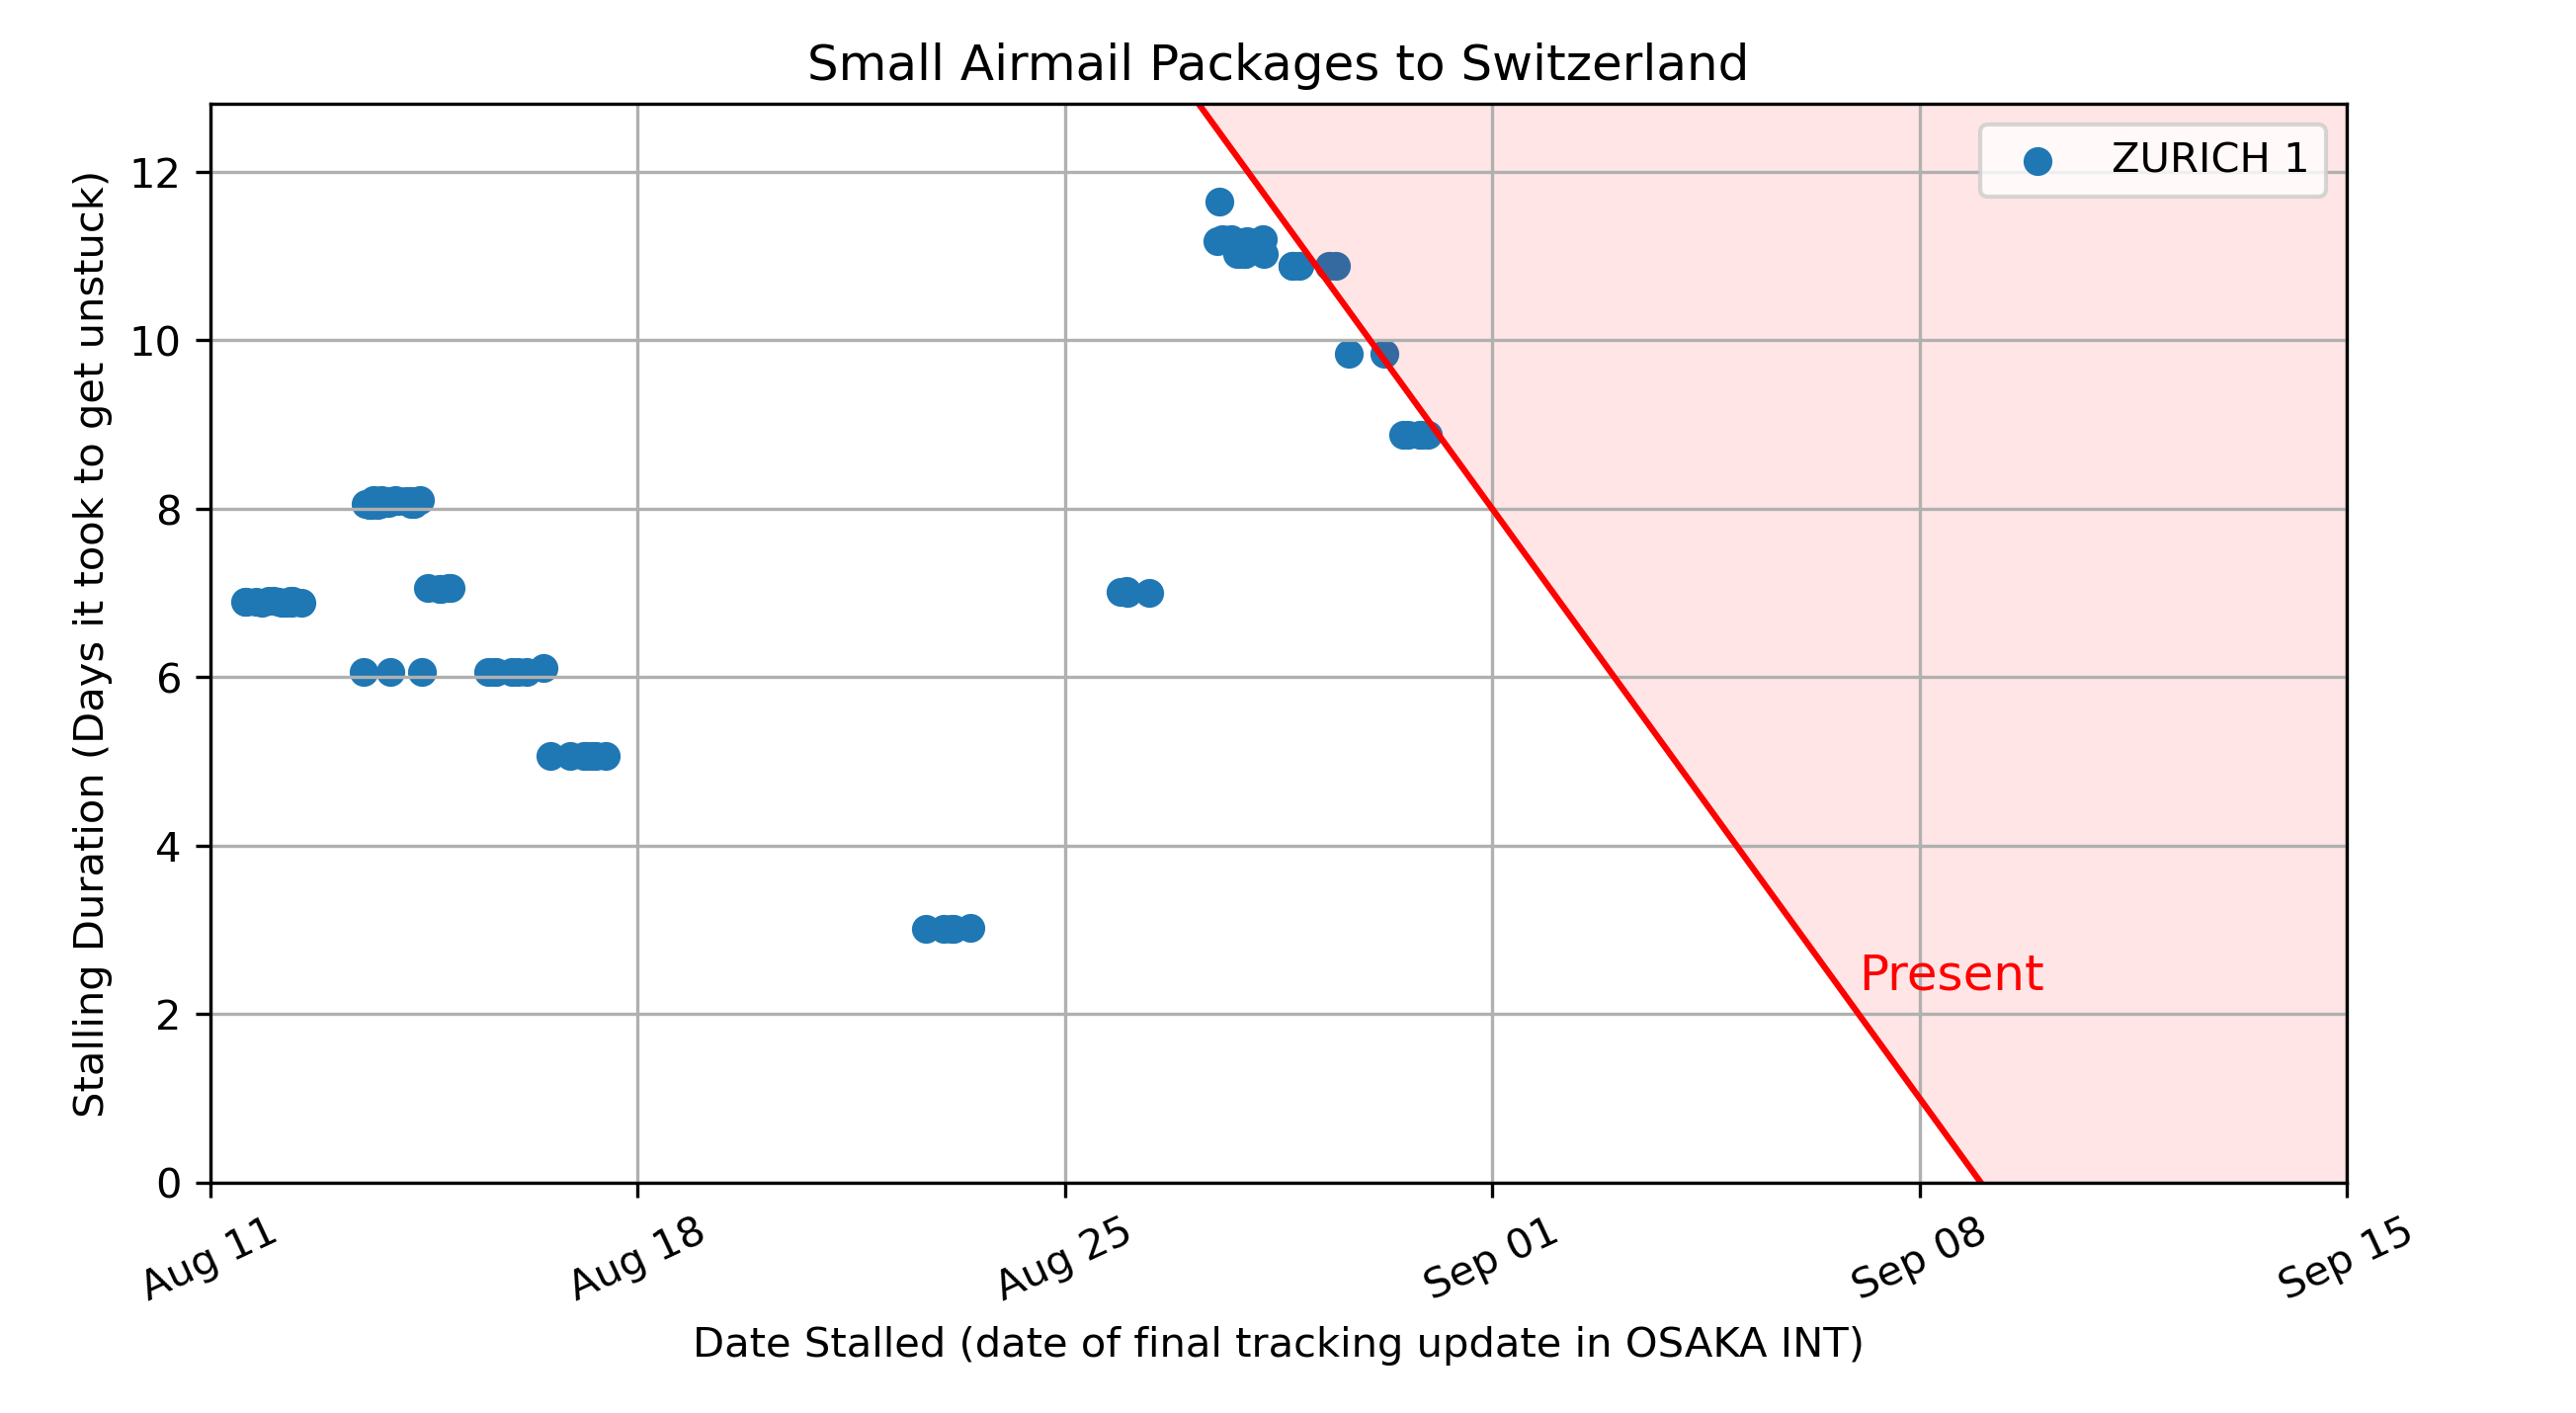 Small Airmail Packages to Switzerland
ZURICH 1
Stalling Duration (Days it took to get unstuck)
12
10
8
6
4
2
0
Present
Aug 11
Aug 18
Aug 25
Sep 01
Sep 08
Sep 15
Date Stalled (date of final tracking update in OSAKA INT)